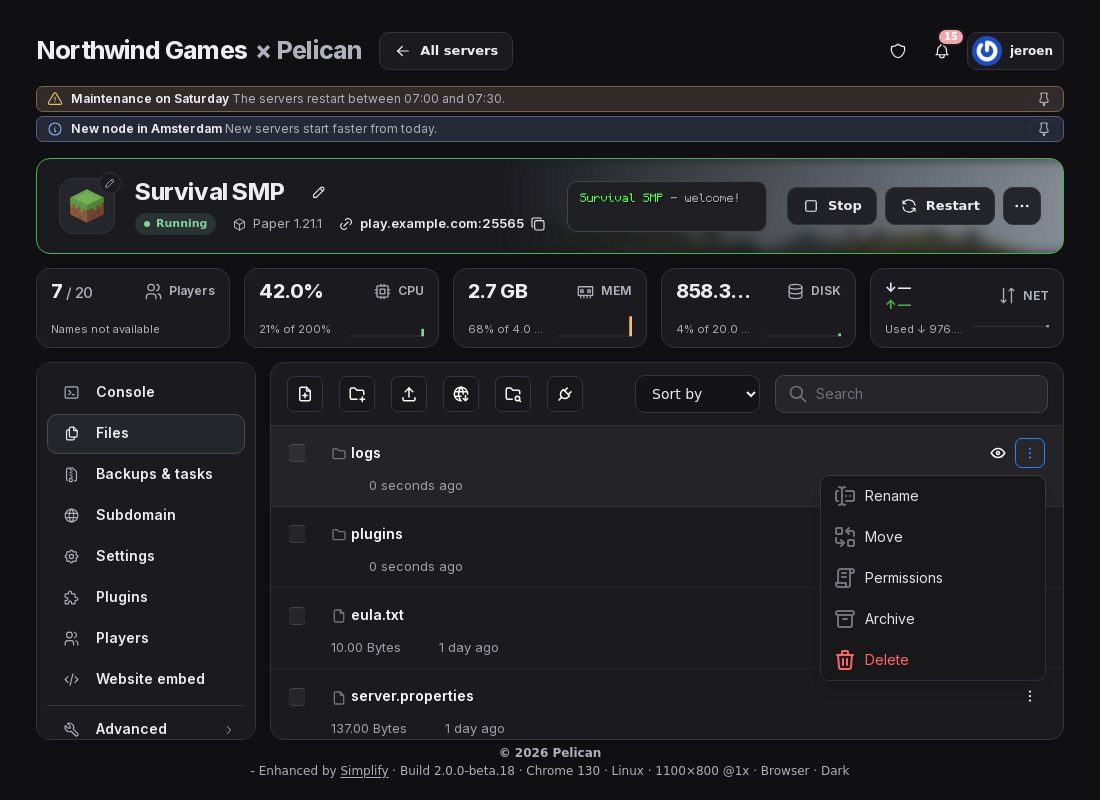 Northwind Games × Pelican
All servers
15
jeroen
Maintenance on Saturday The servers restart between 07:00 and 07:30.
New node in Amsterdam New servers start faster from today.
Survival SMP
Running
Paper 1.21.1
play.example.com:25565
Survival SMP — welcome!
Stop
Restart
7 / 20
Players
Names not available
42.0%
CPU
21% of 200%
2.7 GB
MEM
68% of 4.0 ...
858.3...
DISK
4% of 20.0 ...
↓—
↑—
NET
Used ↓ 976....
Console
Files
Backups & tasks
Subdomain
Settings
Plugins
Players
Website embed
Advanced
Sort by
Search
logs
0 seconds ago
plugins
0 seconds ago
eula.txt
10.00 Bytes 1 day ago
server.properties
137.00 Bytes 1 day ago
Rename
Move
Permissions
Archive
Delete
© 2026 Pelican
- Enhanced by Simplify · Build 2.0.0-beta.18 · Chrome 130 · Linux · 1100×800 @1x · Browser · Dark